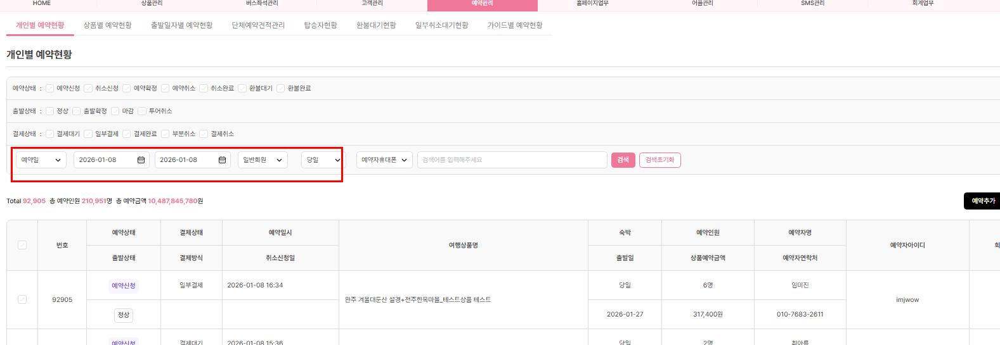 HOME 상품관리 버스좌석관리 고객관리 예약관리 홈페이지업무 어플관리 SMS관리 회계업무
개인별 예약현황 상품별 예약현황 출발일자별 예약현황 단체예약견적관리 탑승자현황 환불대기현황 일부취소대기현황 가이드별 예약현황
개인별 예약현황
예약상태 : 예약신청 취소신청 예약확정 예약취소 취소완료 환불대기 환불완료
출발상태 : 정상 출발확정 마감 투어취소
결제상태 : 결제대기 일부결제 결제완료 부분취소 결제취소
예약일 2026-01-08 2026-01-08 일반회원 당일 예약자휴대폰 검색어를 입력해주세요 검색 검색초기화
Total 92,905 총 예약인원 210,951명 총 예약금액 10,487,845,780원 예약추가
번호 예약상태 결제상태 예약일시 여행상품명 숙박 예약인원 예약자명 예약자아이디 회
출발상태 결제방식 취소신청일 출발일 상품예약금액 예약자연락처
92905 예약신청 일부결제 2026-01-08 16:34 완주 겨울대둔산 설경+전주한옥마을_테스트상품 테스트 당일 6명 임미진 imjwow
정상 2026-01-27 317,400원 010-7683-2611
예약신청 결제대기 2026-01-08 15:36 당일 2명 최아름